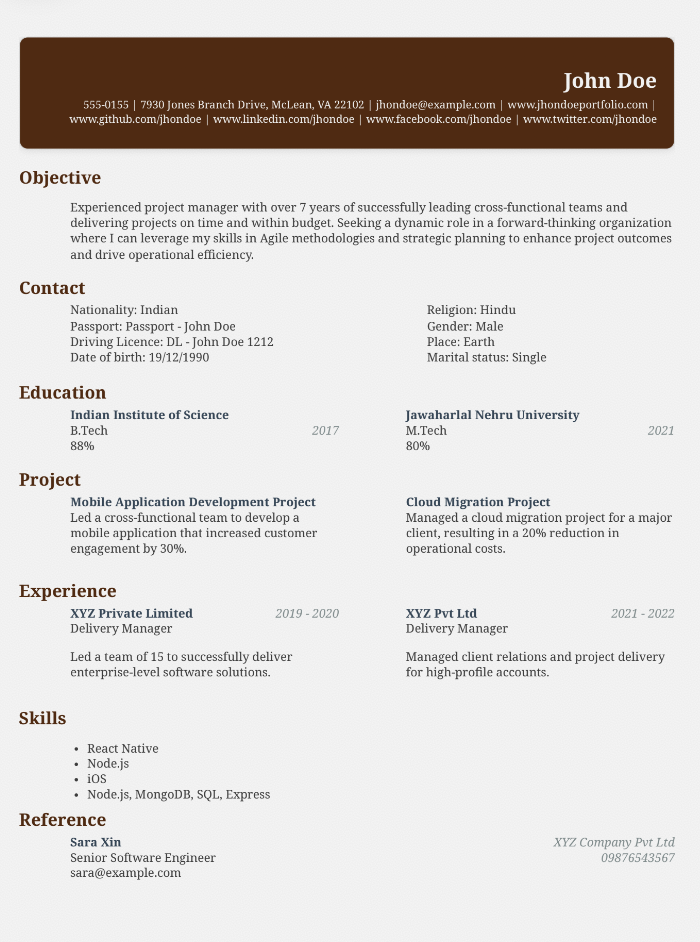 John Doe
555-0155 | 7930 Jones Branch Drive, McLean, VA 22102 | jhondoe@example.com | www.jhondoeportfolio.com |
www.github.com/jhondoe | www.linkedin.com/jhondoe | www.facebook.com/jhondoe | www.twitter.com/jhondoe
Objective
Experienced project manager with over 7 years of successfully leading cross-functional teams and
delivering projects on time and within budget. Seeking a dynamic role in a forward-thinking organization
where I can leverage my skills in Agile methodologies and strategic planning to enhance project outcomes
and drive operational efficiency.
Contact
Nationality: Indian
Passport: Passport - John Doe
Driving Licence: DL - John Doe 1212
Date of birth: 19/12/1990
Religion: Hindu
Gender: Male
Place: Earth
Marital status: Single
Education
Indian Institute of Science
B.Tech 2017
88%
Jawaharlal Nehru University
M.Tech 2021
80%
Project
Mobile Application Development Project
Led a cross-functional team to develop a
mobile application that increased customer
engagement by 30%.
Cloud Migration Project
Managed a cloud migration project for a major
client, resulting in a 20% reduction in
operational costs.
Experience
XYZ Private Limited 2019 - 2020
Delivery Manager
Led a team of 15 to successfully deliver
enterprise-level software solutions.
XYZ Pvt Ltd 2021 - 2022
Delivery Manager
Managed client relations and project delivery
for high-profile accounts.
Skills
• React Native
• Node.js
• iOS
• Node.js, MongoDB, SQL, Express
Reference
Sara Xin XYZ Company Pvt Ltd
Senior Software Engineer 09876543567
sara@example.com